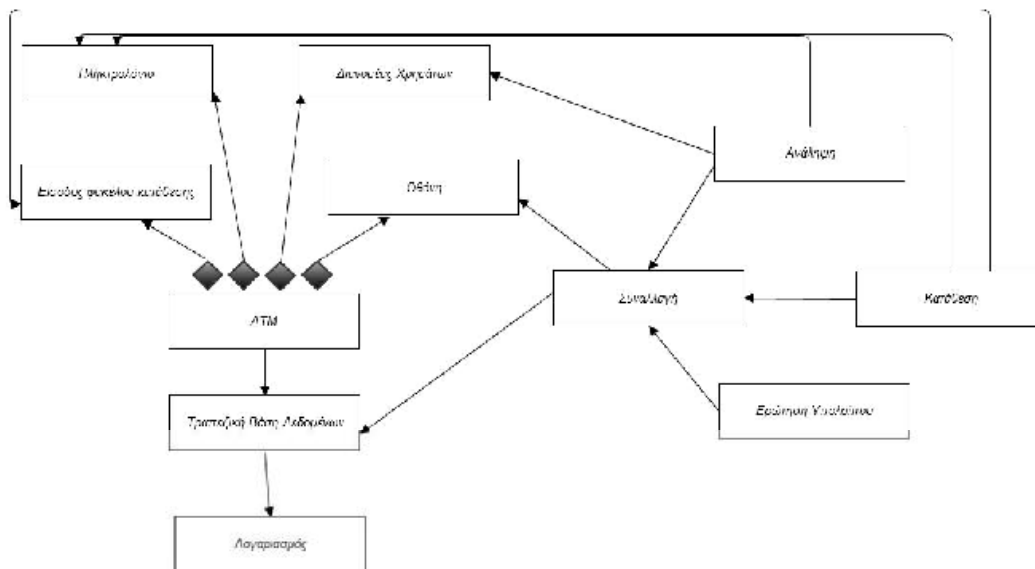 Πληκτρολόγιο
Διανομέας Χρημάτων
Ανάληψη
Είσοδος φακέλου κατάθεσης
Οθόνη
Συναλλαγή
Κατάθεση
ATM
Ερώτηση Υπολοίπου
Τραπεζική Βάση Δεδομένων
Λογαριασμός